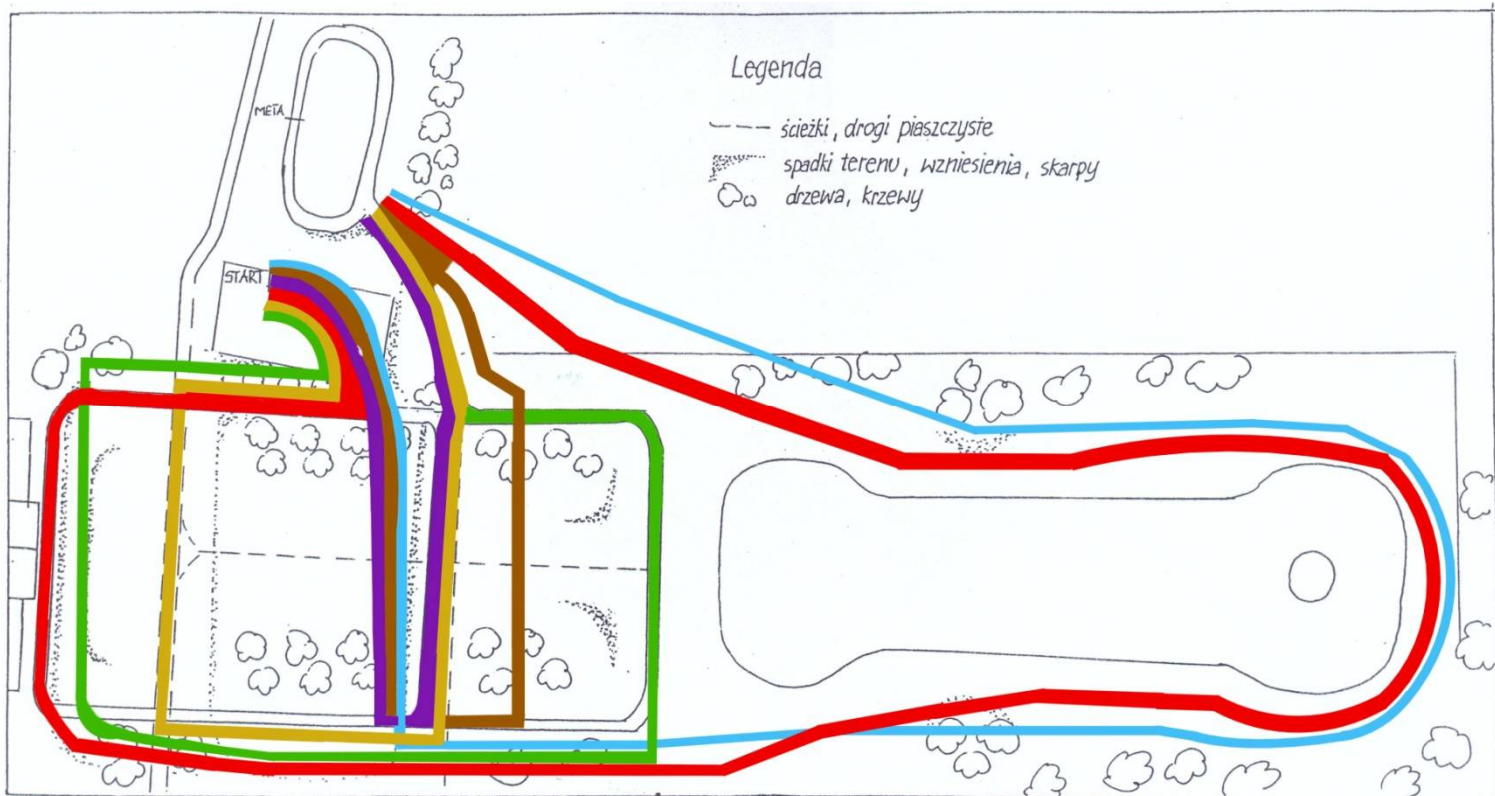 META
START
Legenda
ścieżki, drogi piaszczyste
spadki terenu, wzniesienia, skarpy
drzewa, krzewy